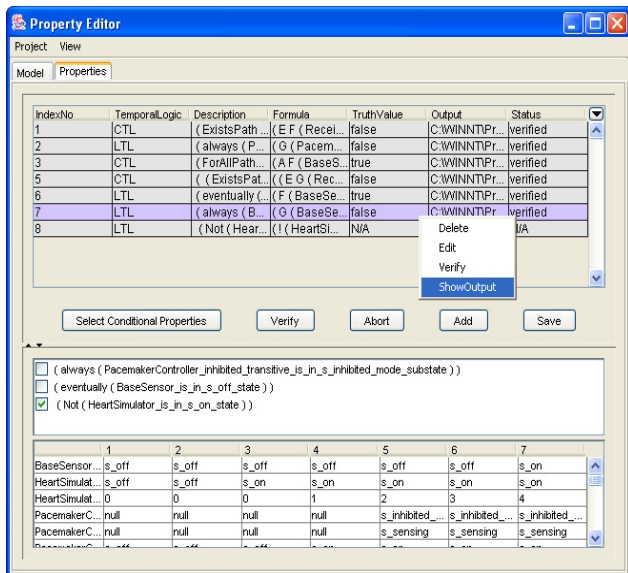 Property Editor
Project View
Model Properties
IndexNo TemporalLogic Description Formula TruthValue Output Status
1 CTL ( ExistsPath ... ( E F ( Recei... false C:\WINNT\Pr... verified
2 LTL ( always ( P... ( G ( Pacem... false C:\WINNT\Pr... verified
3 CTL ( ForAllPath... ( A F ( BaseS... true C:\WINNT\Pr... verified
5 CTL ( ( ExistsPat... ( ( E G ( Rec... false C:\WINNT\Pr... verified
6 LTL ( eventually (... ( F ( BaseSe... true C:\WINNT\Pr... verified
7 LTL ( always ( B... ( G ( BaseSe... false C:\WINNT\Pr... verified
8 LTL ( Not ( Hear... ( ! ( HeartSi... N/A
Delete
Edit
Verify
ShowOutput
Select Conditional Properties Verify Abort Add Save
( always ( PacemakerController_inhibited_transitive_is_in_s_inhibited_mode_substate ) )
( eventually ( BaseSensor_is_in_s_off_state ) )
( Not ( HeartSimulator_is_in_s_on_state ) )
1 2 3 4 5 6 7
BaseSensor... s_off s_off s_off s_off s_off s_off s_on
HeartSimulat... s_off s_off s_on s_on s_on s_on s_on
HeartSimulat... 0 0 0 1 2 3 4
PacemakerC... null null null null s_inhibited_... s_inhibited_... s_inhibited_...
PacemakerC... null null null null s_sensing s_sensing s_sensing